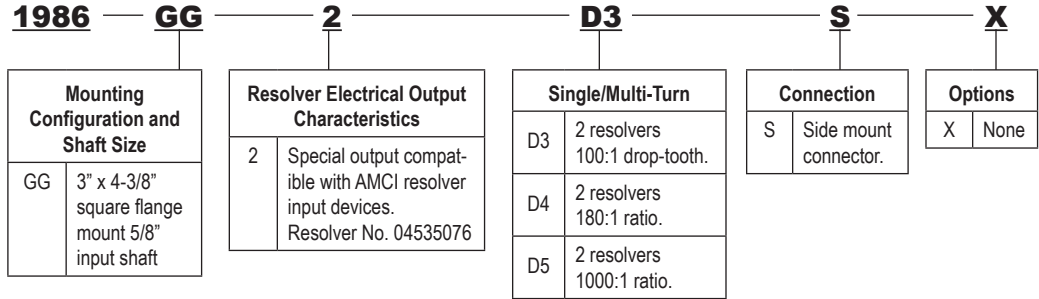 1986 GG 2 D3 S X
Mounting
Configuration and
Shaft Size
GG 3" x 4-3/8"
square flange
mount 5/8"
input shaft
Resolver Electrical Output
Characteristics
2 Special output compat-
ible with AMCI resolver
input devices.
Resolver No. 04535076
Single/Multi-Turn
D3 2 resolvers
100:1 drop-tooth.
D4 2 resolvers
180:1 ratio.
D5 2 resolvers
1000:1 ratio.
Connection
S Side mount
connector.
Options
X None